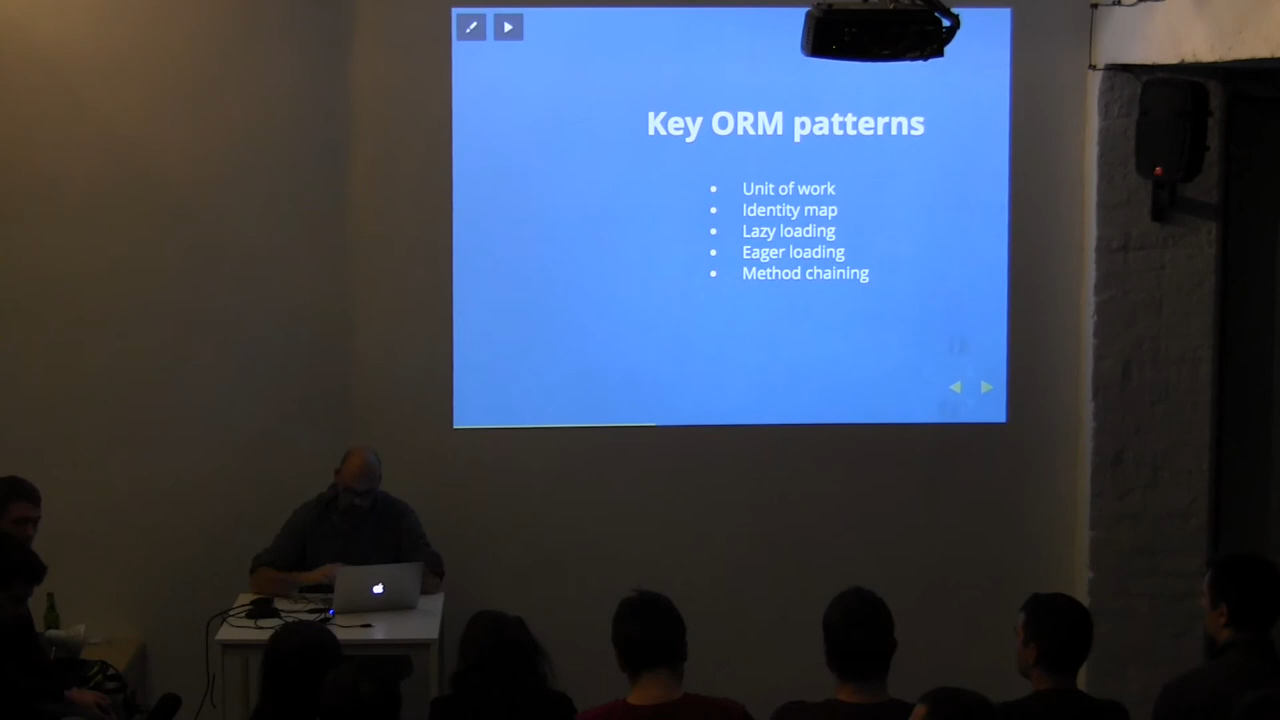 Key ORM patterns
Unit of work
Identity map
Lazy loading
Eager loading
Method chaining